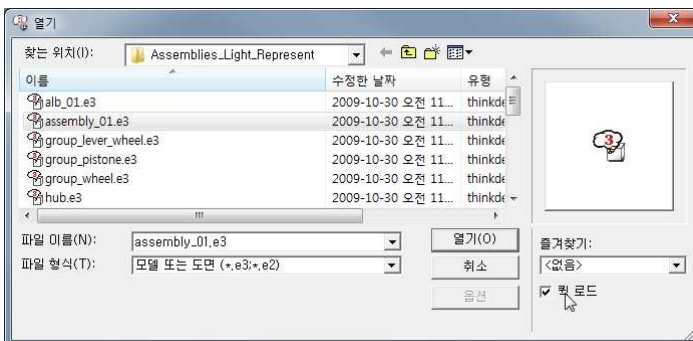 열기
찾는 위치(I): Assemblies_Light_Represent
이름 수정한 날짜 유형
alb_01.e3 2009-10-30 오전 11... thinkde
assembly_01.e3 2009-10-30 오전 11... thinkde
group_lever_wheel.e3 2009-10-30 오전 11... thinkde
group_pistone.e3 2009-10-30 오전 11... thinkde
group_wheel.e3 2009-10-30 오전 11... thinkde
hub.e3 2009-10-30 오전 11... thinkde
3
파일 이름(N): assembly_01.e3 열기(O)
파일 형식(T): 모델 또는 도면 (*.e3;*.e2) 취소
옵션
즐겨찾기:
<없음>
퀵 로드